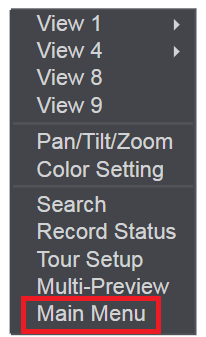 View 1
View 4
View 8
View 9
Pan/Tilt/Zoom
Color Setting
Search
Record Status
Tour Setup
Multi-Preview
Main Menu